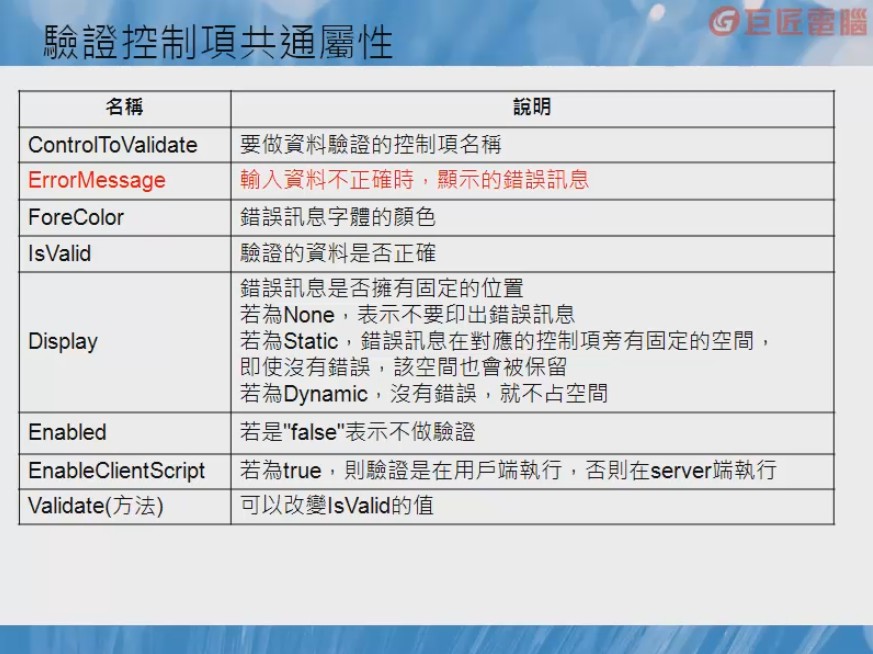 驗證控制項共通屬性
巨匠電腦
名稱 說明
ControlToValidate 要做資料驗證的控制項名稱
ErrorMessage 輸入資料不正確時，顯示的錯誤訊息
ForeColor 錯誤訊息字體的顏色
IsValid 驗證的資料是否正確
Display 錯誤訊息是否擁有固定的位置
若為None，表示不要印出錯誤訊息
若為Static，錯誤訊息在對應的控制項旁有固定的空間，
即使沒有錯誤，該空間也會被保留
若為Dynamic，沒有錯誤，就不占空間
Enabled 若是"false"表示不做驗證
EnableClientScript 若為true，則驗證是在用戶端執行，否則在server端執行
Validate(方法) 可以改變IsValid的值